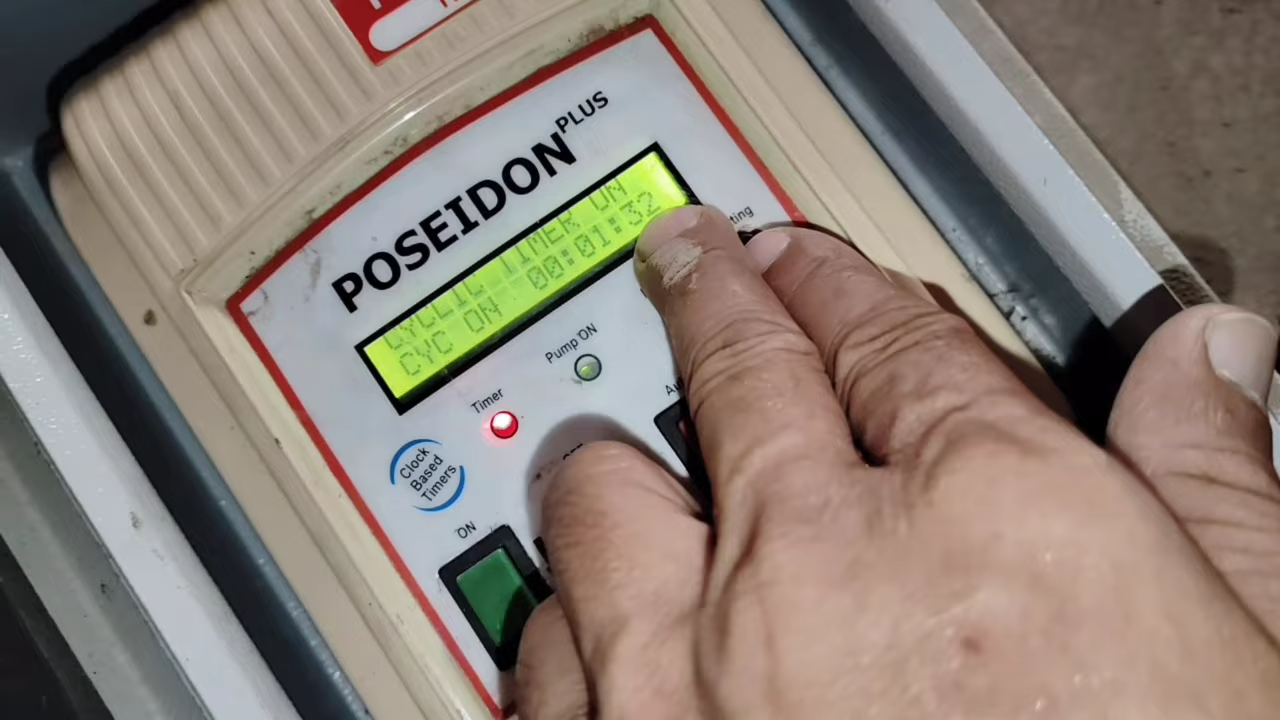 POSEIDON PLUS
CYCLIC TIMER ON
CYC ON 00:01:32
Pump ON
Timer
Clock
Based
Timers
ON